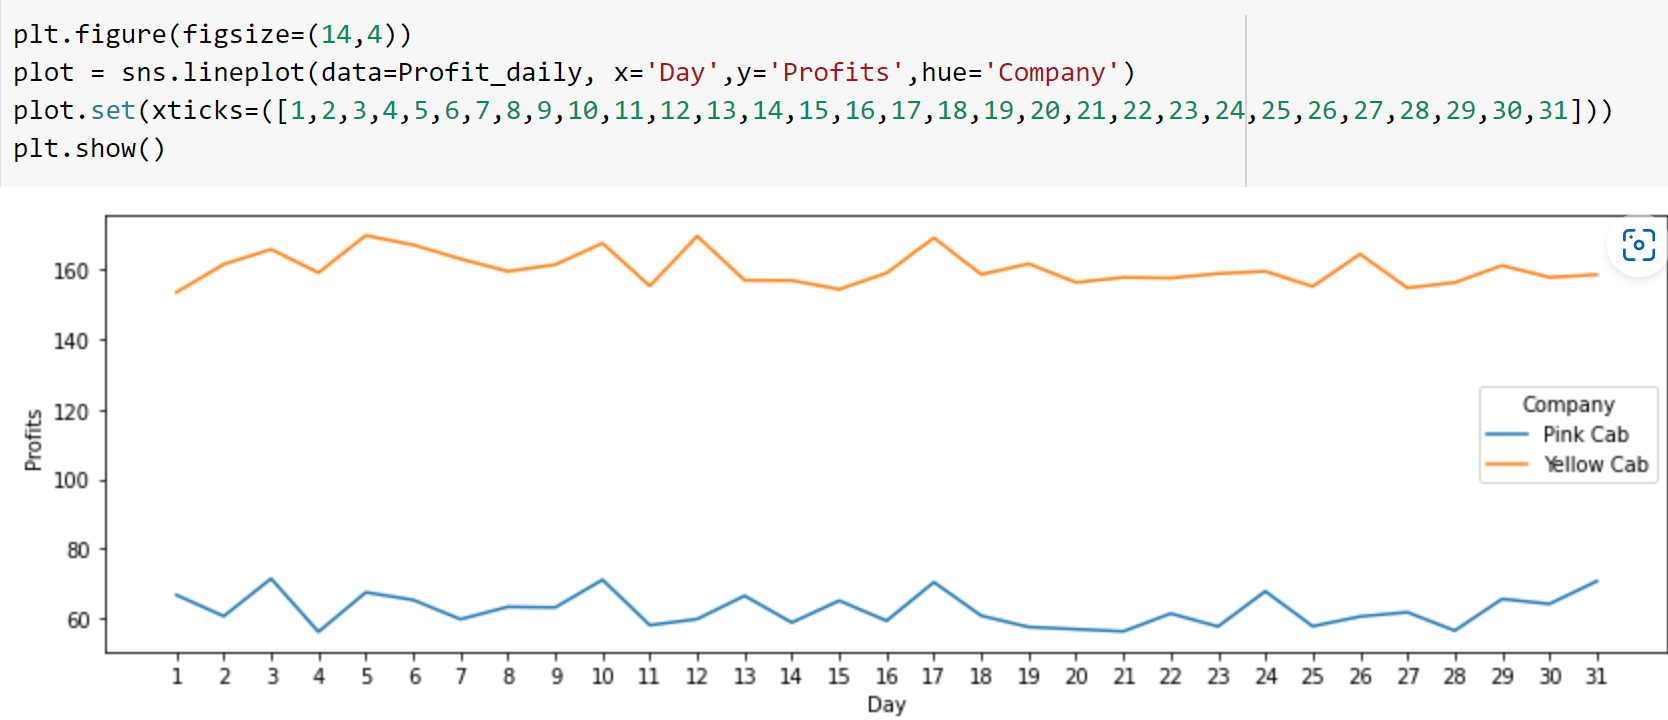 plt.figure(figsize=(14,4))
plot = sns.lineplot(data=Profit_daily, x='Day',y='Profits',hue='Company')
plot.set(xticks=([1,2,3,4,5,6,7,8,9,10,11,12,13,14,15,16,17,18,19,20,21,22,23,24,25,26,27,28,29,30,31]))
plt.show()
160
140
120
100
80
60
Profits
Company
Pink Cab
Yellow Cab
1 2 3 4 5 6 7 8 9 10 11 12 13 14 15 16 17 18 19 20 21 22 23 24 25 26 27 28 29 30 31
Day